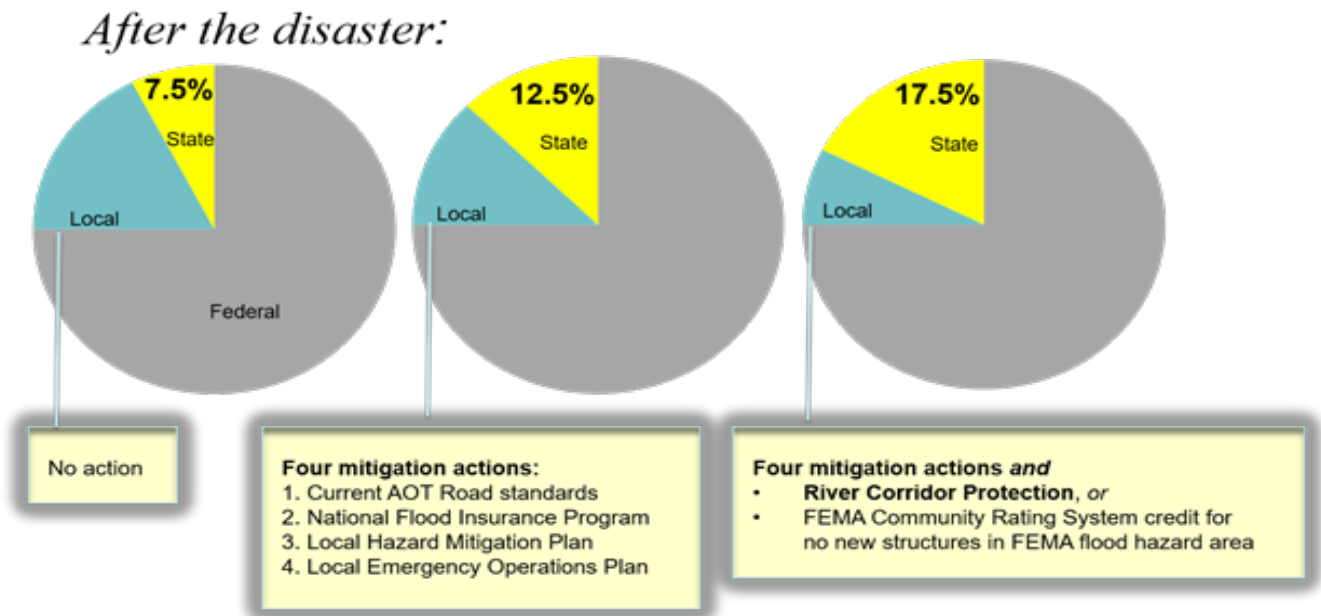 After the disaster:
7.5%
State
Local
Federal
12.5%
State
Local
17.5%
State
Local
No action
Four mitigation actions:
1. Current AOT Road standards
2. National Flood Insurance Program
3. Local Hazard Mitigation Plan
4. Local Emergency Operations Plan
Four mitigation actions and
• River Corridor Protection, or
• FEMA Community Rating System credit for
no new structures in FEMA flood hazard area